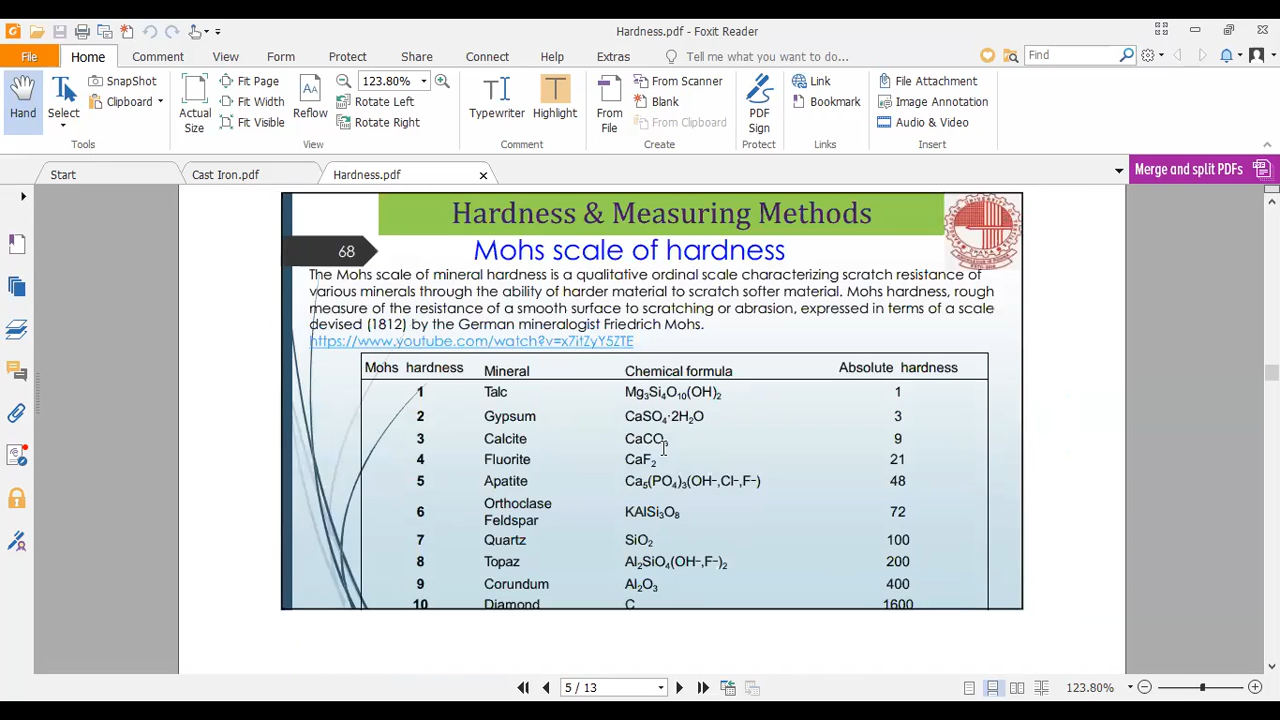 Hardness.pdf - Foxit Reader
File Home Comment View Form Protect Share Connect Help Extras Tell me what you want to do... Find
Hand Select SnapShot Clipboard Actual Size Fit Page Fit Width Fit Visible Reflow 123.80% Rotate Left Rotate Right Typewriter Highlight From File From Scanner Blank From Clipboard PDF Sign Link Bookmark File Attachment Image Annotation Audio & Video
Tools View Comment Create Protect Links Insert
Start Cast Iron.pdf Hardness.pdf Merge and split PDFs
Hardness & Measuring Methods
68 Mohs scale of hardness
The Mohs scale of mineral hardness is a qualitative ordinal scale characterizing scratch resistance of
various minerals through the ability of harder material to scratch softer material. Mohs hardness, rough
measure of the resistance of a smooth surface to scratching or abrasion, expressed in terms of a scale
devised (1812) by the German mineralogist Friedrich Mohs.
https://www.youtube.com/watch?v=x7itZyY5ZTE
Mohs hardness Mineral Chemical formula Absolute hardness
1 Talc Mg₃Si₄O₁₀(OH)₂ 1
2 Gypsum CaSO₄·2H₂O 3
3 Calcite CaCO₃ 9
4 Fluorite CaF₂ 21
5 Apatite Ca₅(PO₄)₃(OH⁻,Cl⁻,F⁻) 48
6 Orthoclase Feldspar KAlSi₃O₈ 72
7 Quartz SiO₂ 100
8 Topaz Al₂SiO₄(OH⁻,F⁻)₂ 200
9 Corundum Al₂O₃ 400
10 Diamond C 1600
5 / 13 123.80%